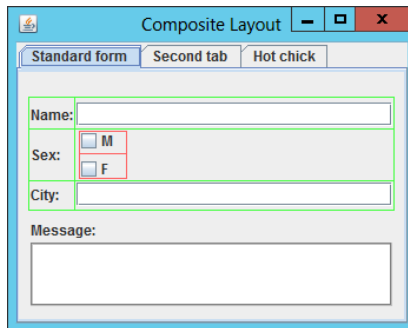 Composite Layout
Standard form Second tab Hot chick
Name:
M
Sex:
F
City:
Message: